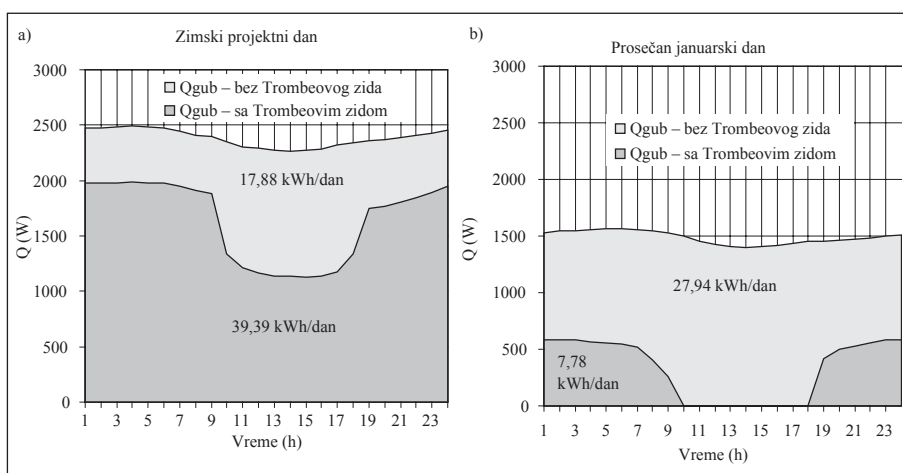 a)
Zimski projektni dan
3000
2500
2000
1500
1000
500
0
Q (W)
Qgub – bez Trombeovog zida
Qgub – sa Trombeovim zidom
17,88 kWh/dan
39,39 kWh/dan
1 3 5 7 9 11 13 15 17 19 21 23
Vreme (h)
b)
Prosečan januarski dan
3000
2500
2000
1500
1000
500
0
Q (W)
Qgub – bez Trombeovog zida
Qgub – sa Trombeovim zidom
27,94 kWh/dan
7,78
kWh/dan
1 3 5 7 9 11 13 15 17 19 21 23
Vreme (h)